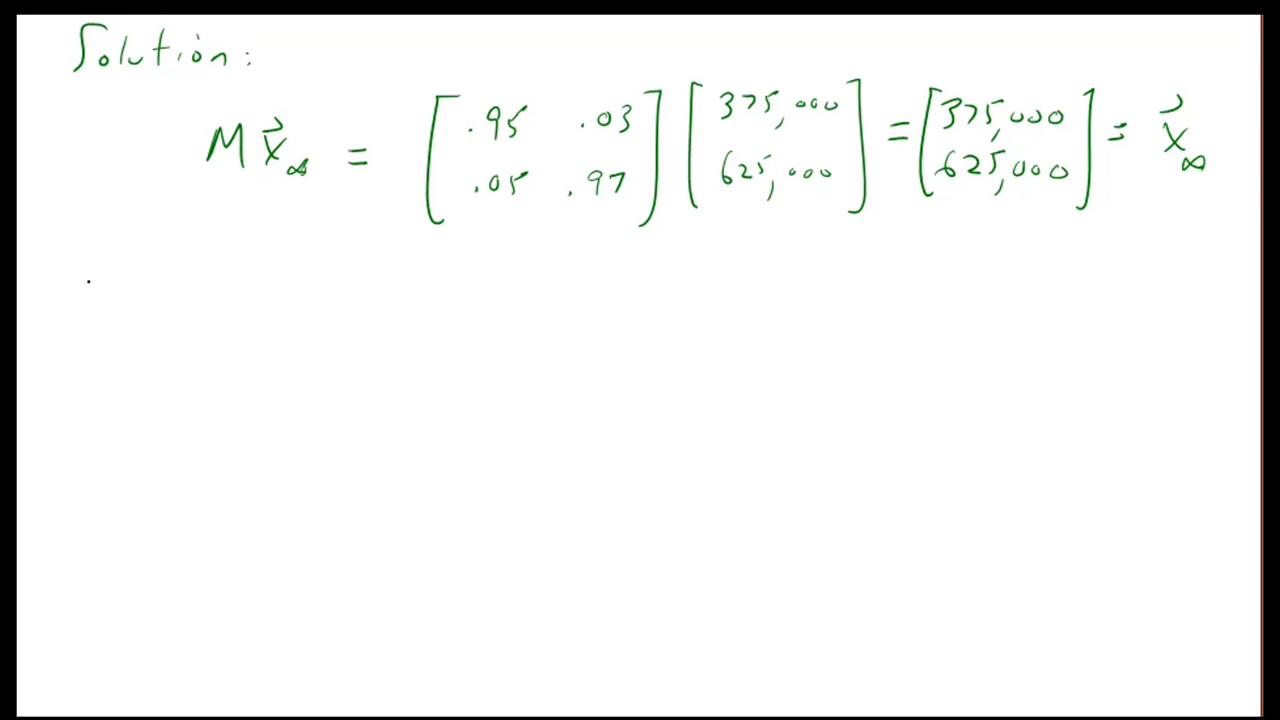 Solution:
M x⃗∞ = [ .95 .03 ] [ 375,000 ] = [ 375,000 ] = x⃗∞
[ .05 .97 ] [ 625,000 ] [ 625,000 ]